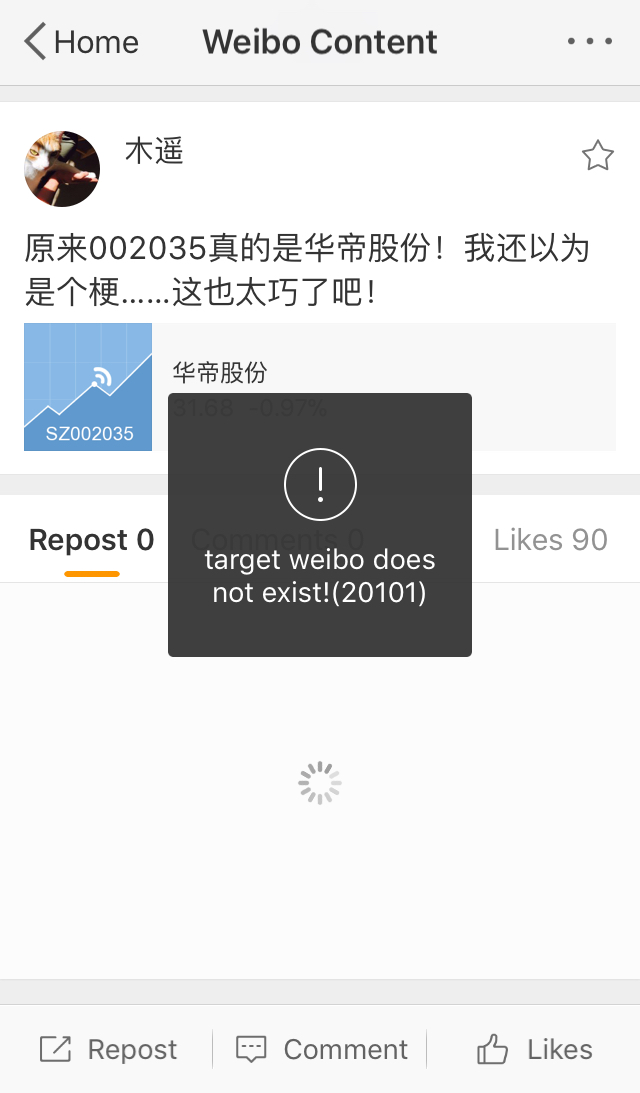 Home
Weibo Content
木遥
原来002035真的是华帝股份！我还以为
是个梗……这也太巧了吧！
华帝股份
31.68 -0.97%
SZ002035
Repost 0
Comments 0
Likes 90
target weibo does
not exist!(20101)
Repost
Comment
Likes